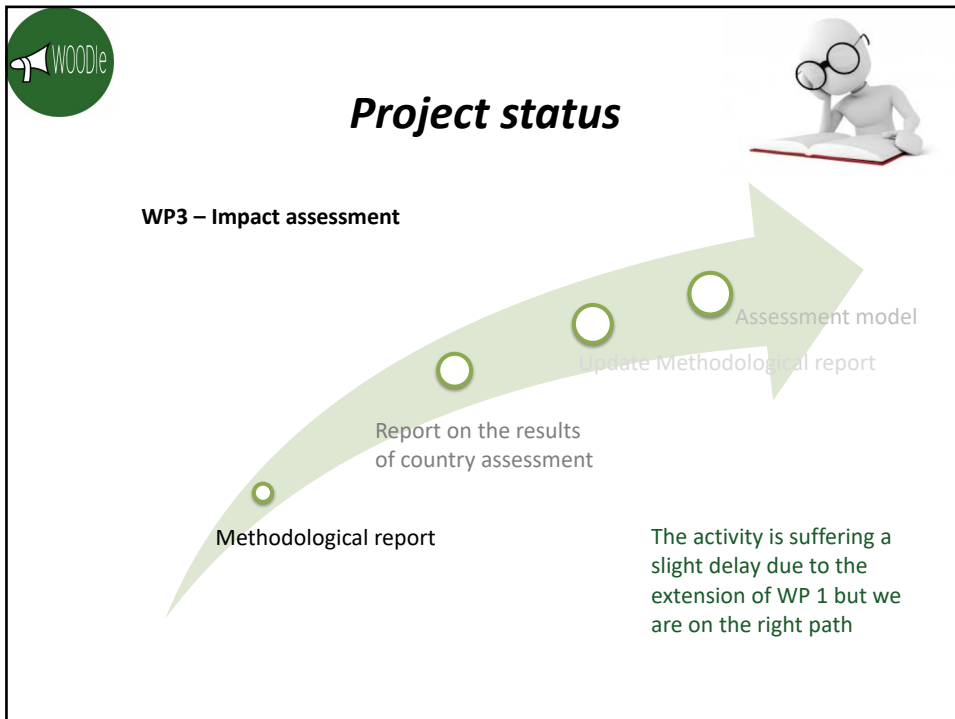 WOODIe
Project status
WP3 – Impact assessment
Assessment model
Update Methodological report
Report on the results
of country assessment
Methodological report
The activity is suffering a
slight delay due to the
extension of WP 1 but we
are on the right path